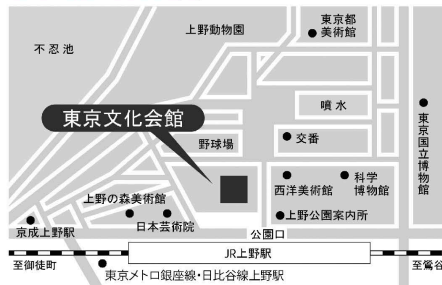 上野動物園
東京都
美術館
不忍池
噴水
東京国立博物館
東京文化会館
野球場
交番
科学
博物館
西洋美術館
上野の森美術館
日本芸術院
上野公園案内所
京成上野駅
公園口
JR上野駅
至御徒町
至鶯谷
東京メトロ銀座線・日比谷線上野駅